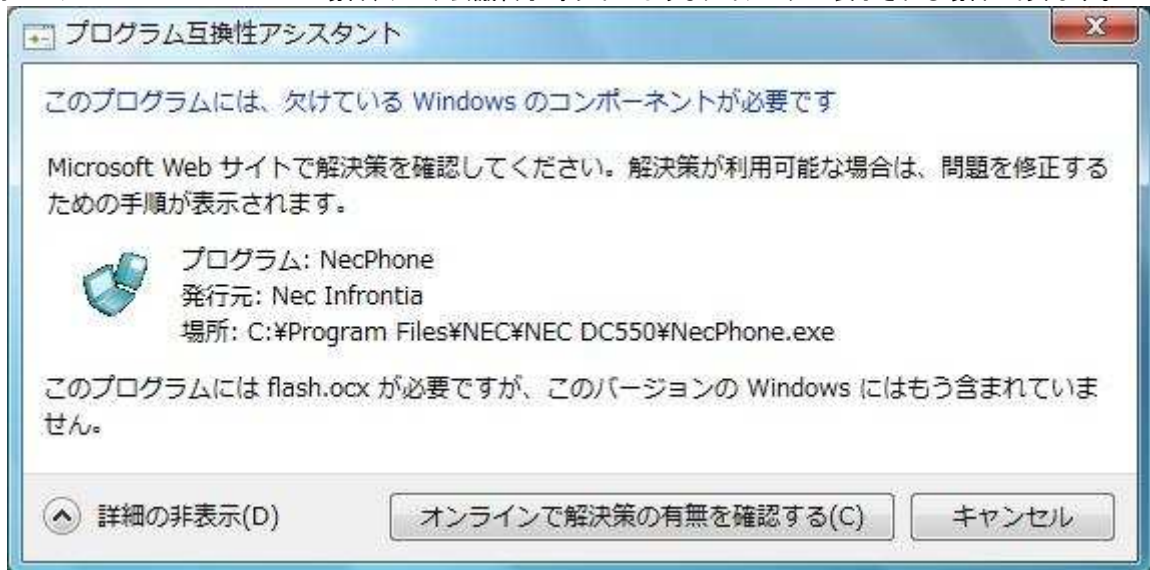 プログラム互換性アシスタント
このプログラムには、欠けている Windows のコンポーネントが必要です
Microsoft Web サイトで解決策を確認してください。解決策が利用可能な場合は、問題を修正する
ための手順が表示されます。
プログラム: NecPhone
発行元: Nec Infrontia
場所: C:¥Program Files¥NEC¥NEC DC550¥NecPhone.exe
このプログラムには flash.ocx が必要ですが、このバージョンの Windows にはもう含まれていま
せん。
詳細の非表示(D)
オンラインで解決策の有無を確認する(C)
キャンセル